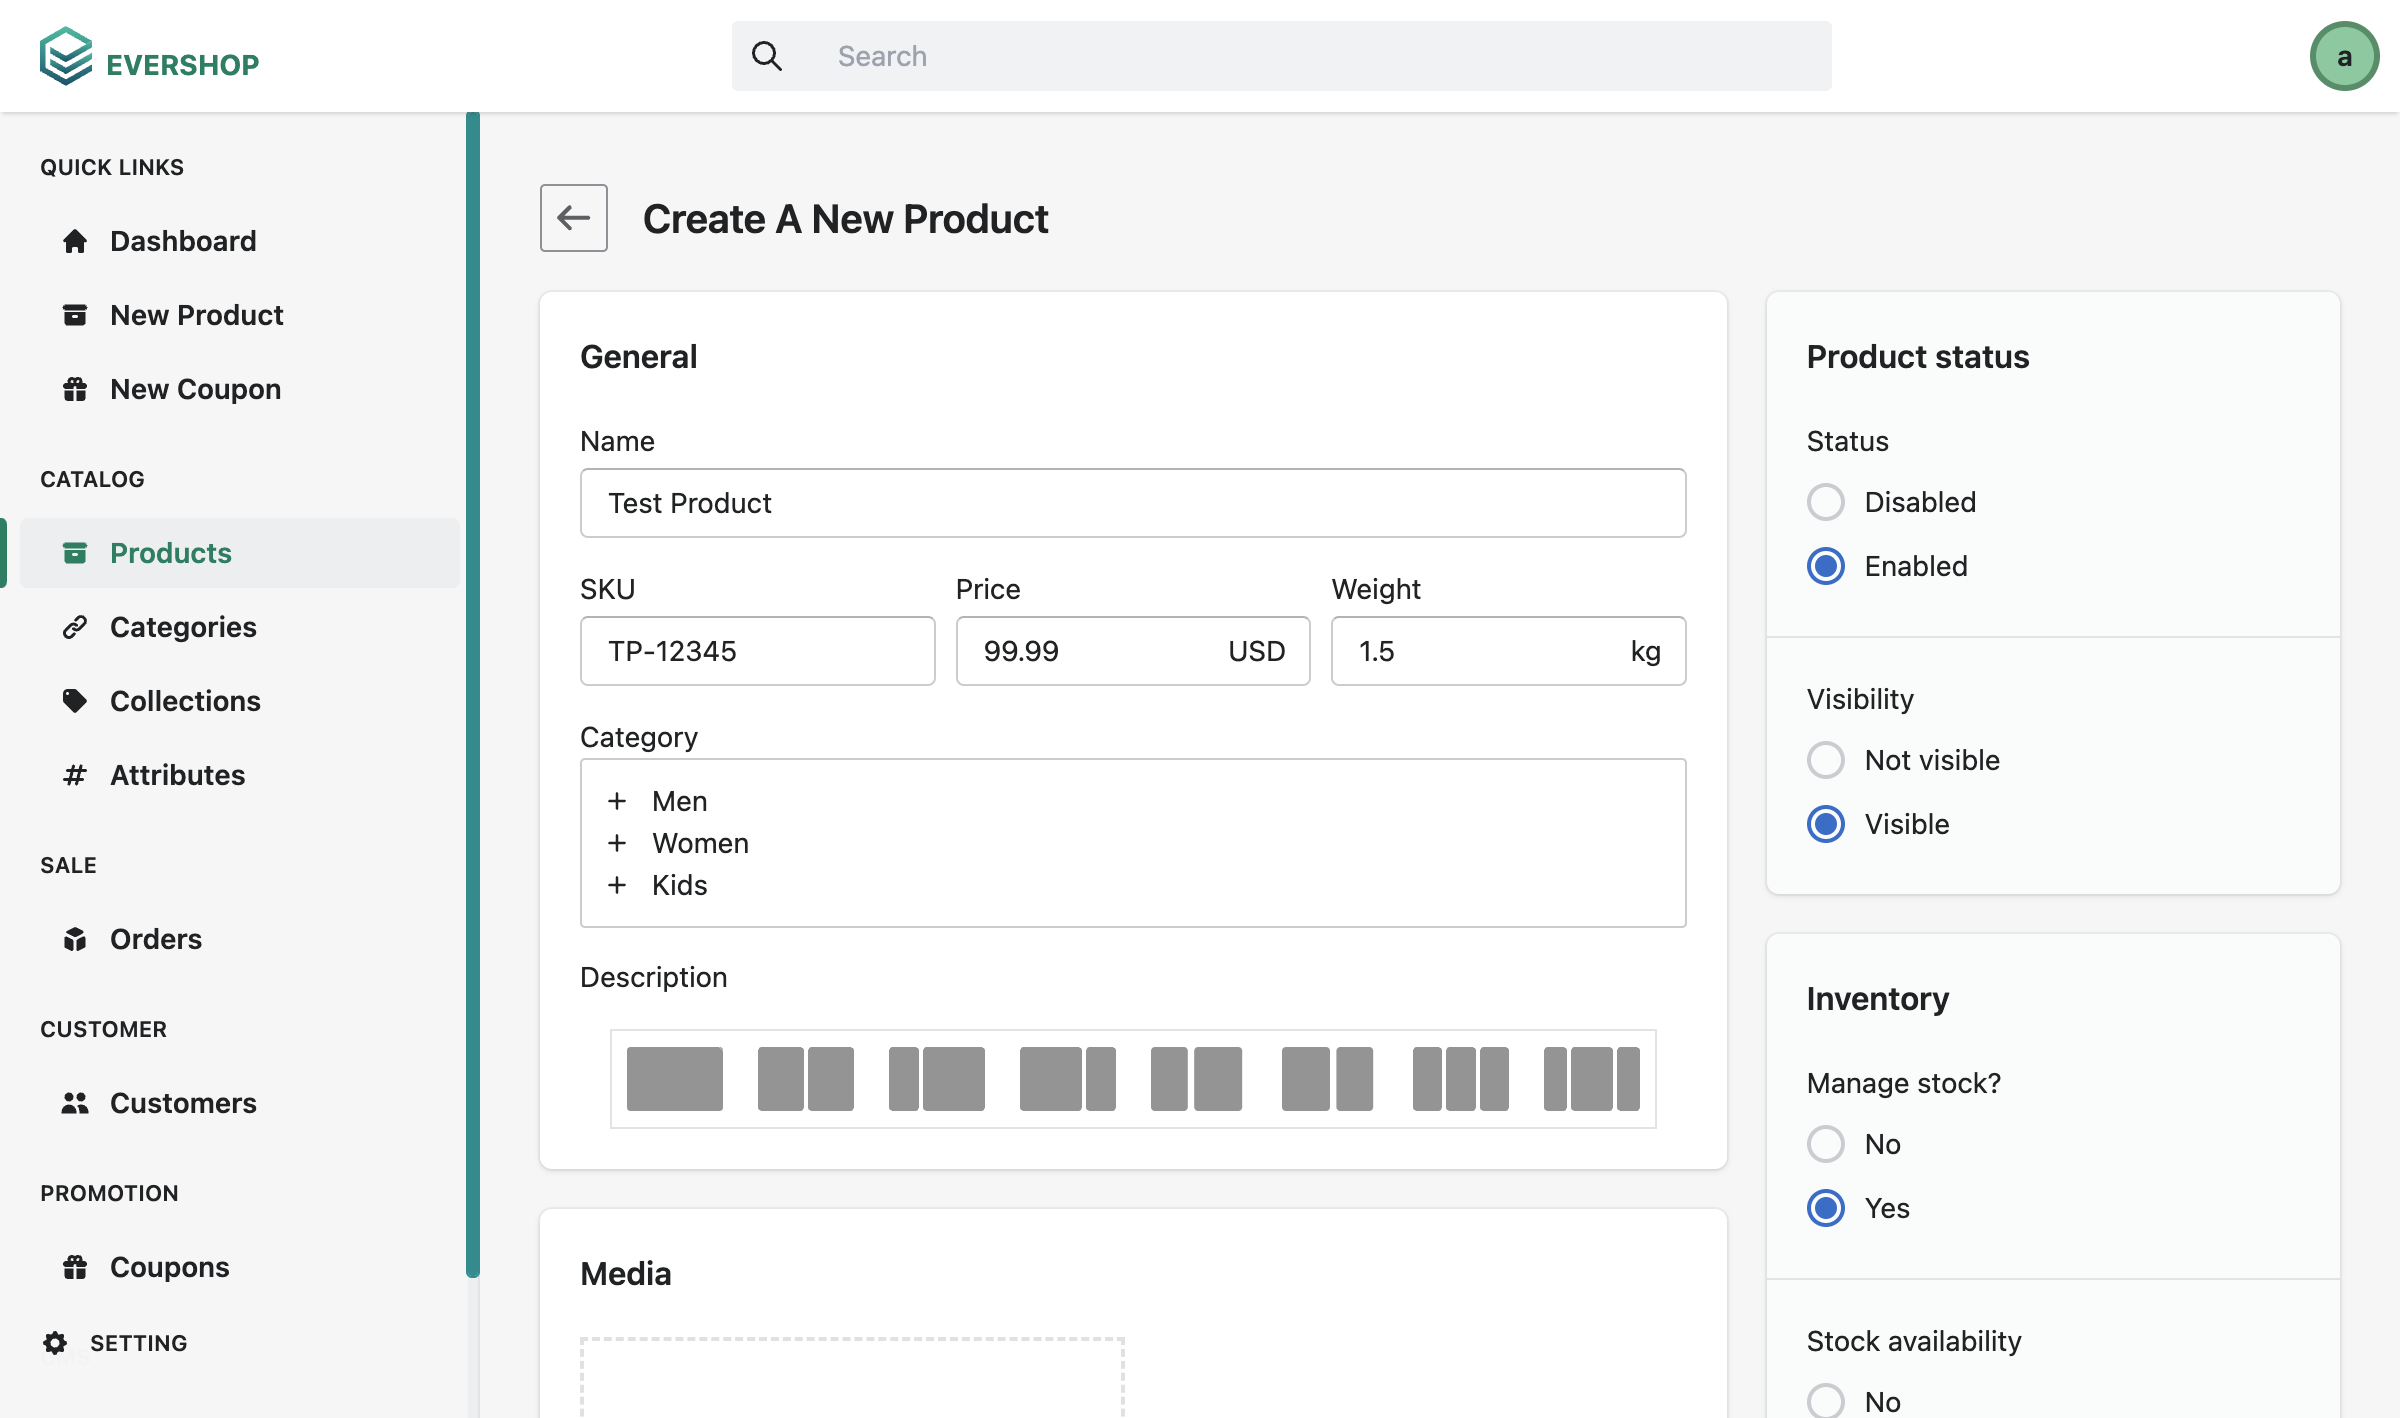 EVERSHOP
Search
a
QUICK LINKS
Dashboard
New Product
New Coupon
CATALOG
Products
Categories
Collections
Attributes
SALE
Orders
CUSTOMER
Customers
PROMOTION
Coupons
SETTING
Create A New Product
General
Name
Test Product
SKU
Price
Weight
TP-12345
99.99 USD
1.5 kg
Category
+ Men
+ Women
+ Kids
Description
Media
Product status
Status
Disabled
Enabled
Visibility
Not visible
Visible
Inventory
Manage stock?
No
Yes
Stock availability
No